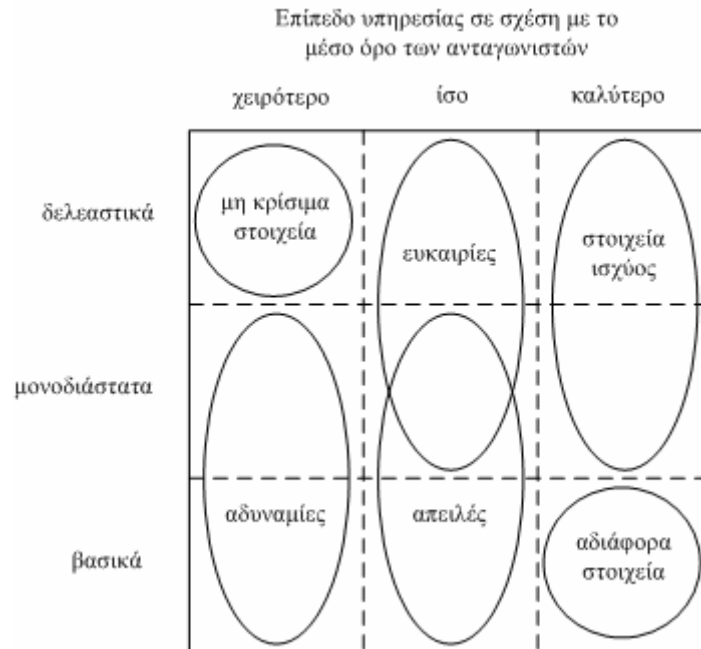 Επίπεδο υπηρεσίας σε σχέση με το
μέσο όρο των ανταγωνιστών
χειρότερο ίσο καλύτερο
δελεαστικά
μη κρίσιμα
στοιχεία
ευκαιρίες
στοιχεία
ισχύος
μονοδιάστατα
αδυναμίες
απειλές
βασικά
αδιάφορα
στοιχεία